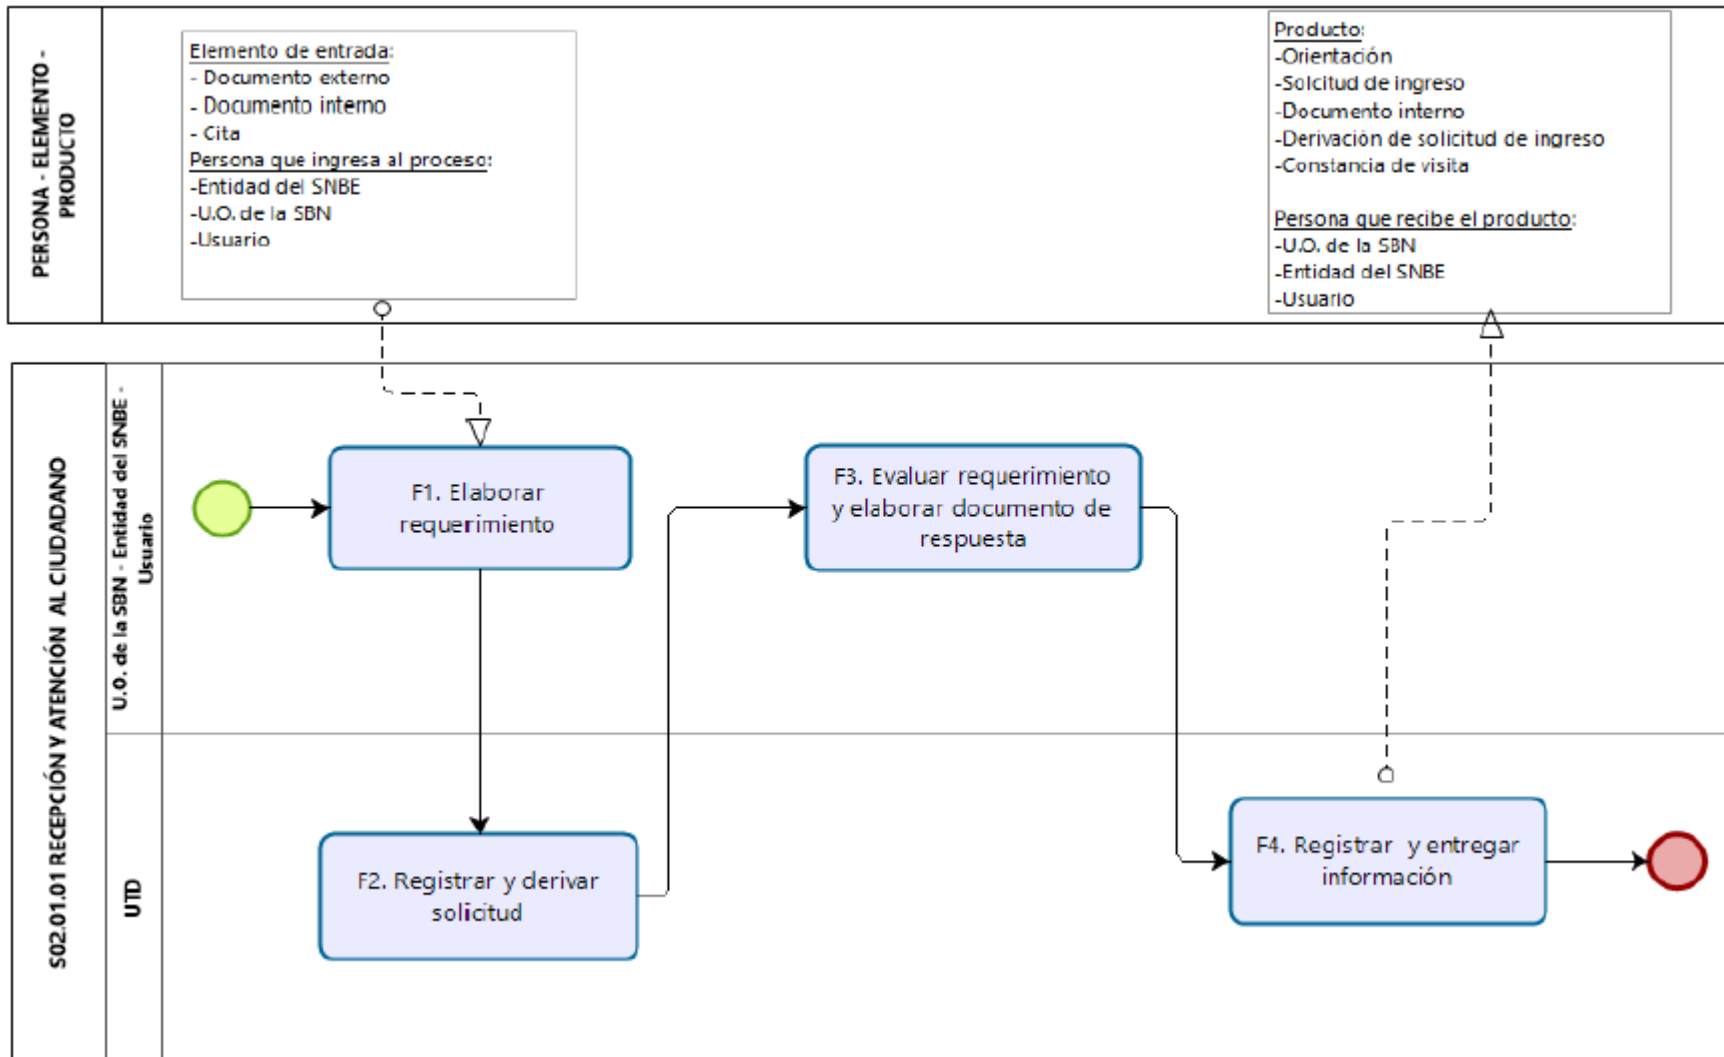 PERSONA - ELEMENTO -
PRODUCTO
Elemento de entrada:
- Documento externo
- Documento interno
- Cita
Persona que ingresa al proceso:
-Entidad del SNBE
-U.O. de la SBN
-Usuario
Producto:
-Orientación
-Solcitud de ingreso
-Documento interno
-Derivación de solicitud de ingreso
-Constancia de visita
Persona que recibe el producto:
-U.O. de la SBN
-Entidad del SNBE
-Usuario
S02.01.01 RECEPCIÓN Y ATENCIÓN AL CIUDADANO
U.O. de la SBN - Entidad del SNBE -
Usuario
F1. Elaborar
requerimiento
F3. Evaluar requerimiento
y elaborar documento de
respuesta
UTD
F2. Registrar y derivar
solicitud
F4. Registrar y entregar
información